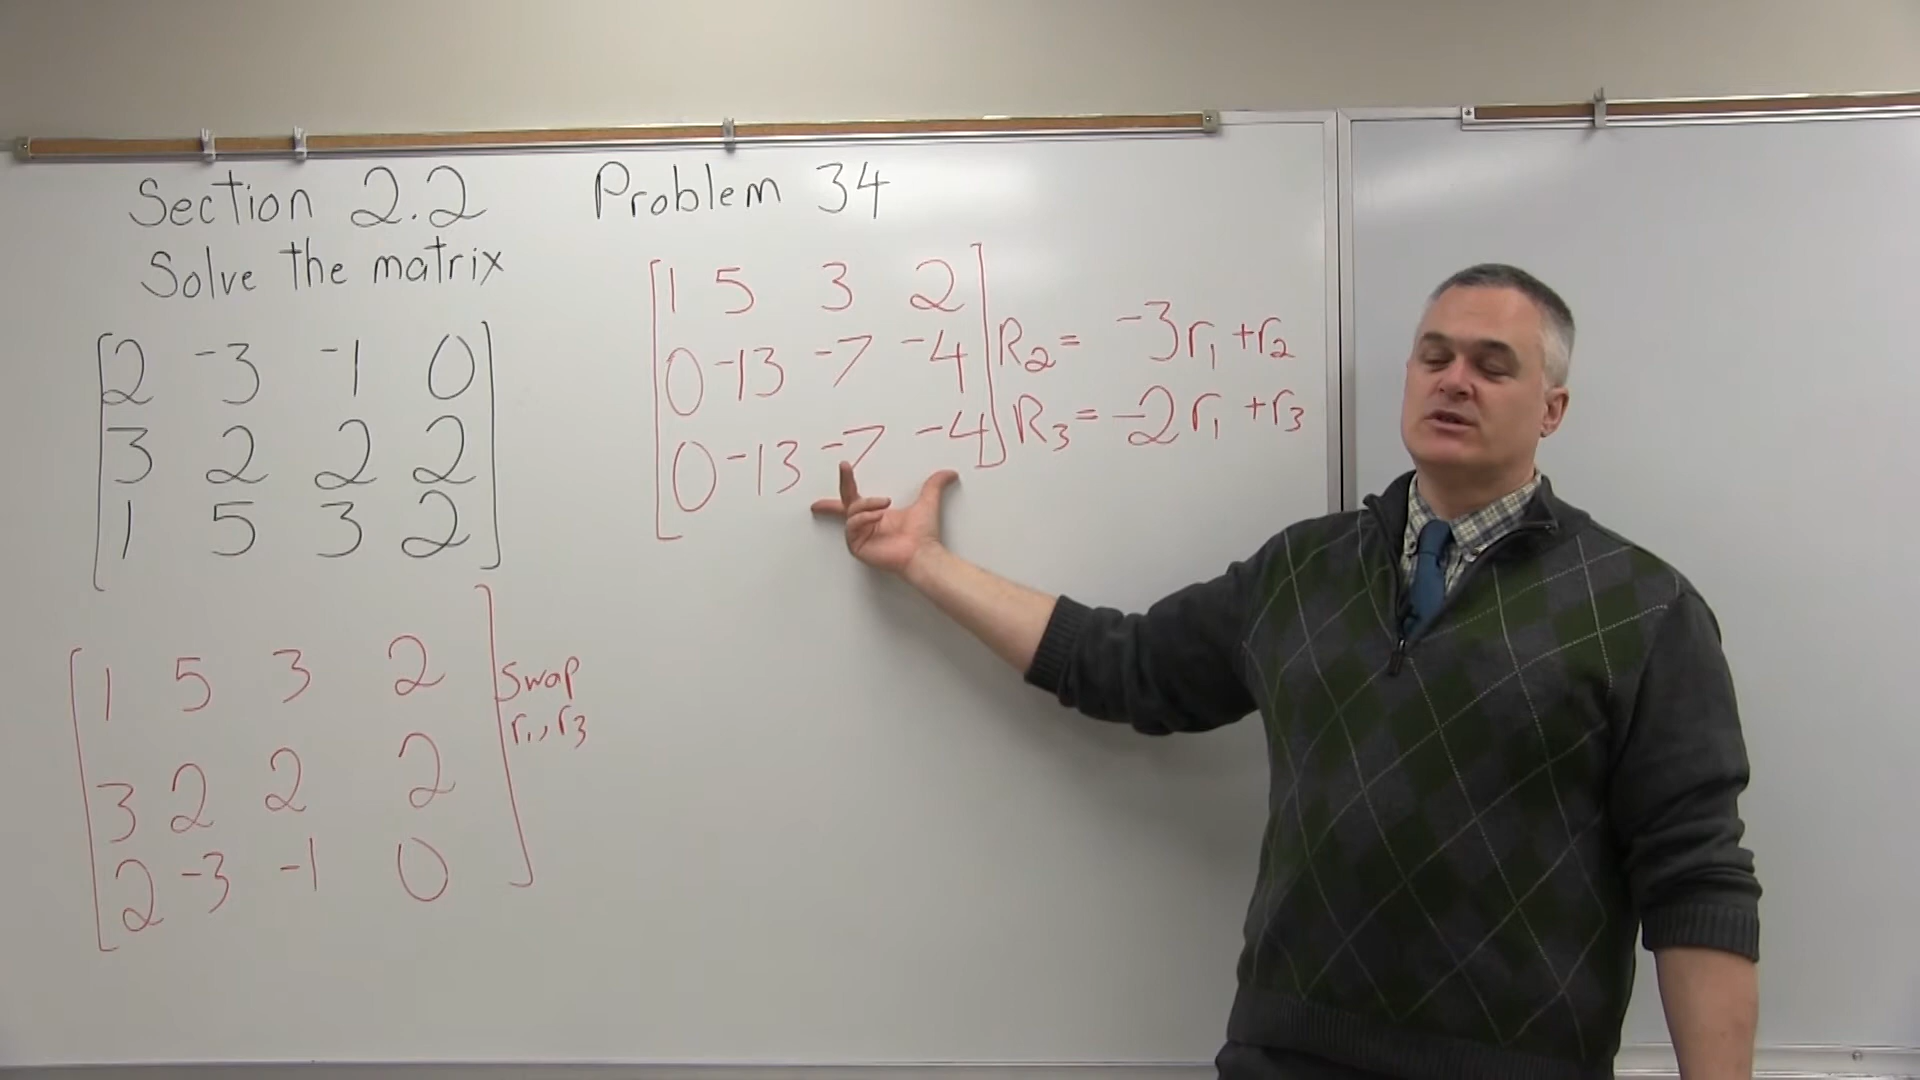 Section 2.2
Solve the matrix
2 -3 -1 0
3 2 2 2
1 5 3 2
1 5 3 2
3 2 2 2
2 -3 -1 0
swap
r1, r3
Problem 34
1 5 3 2
0 -13 -7 -4 R2 = -3r1 + r2
0 -13 -7 -4 R3 = -2r1 + r3